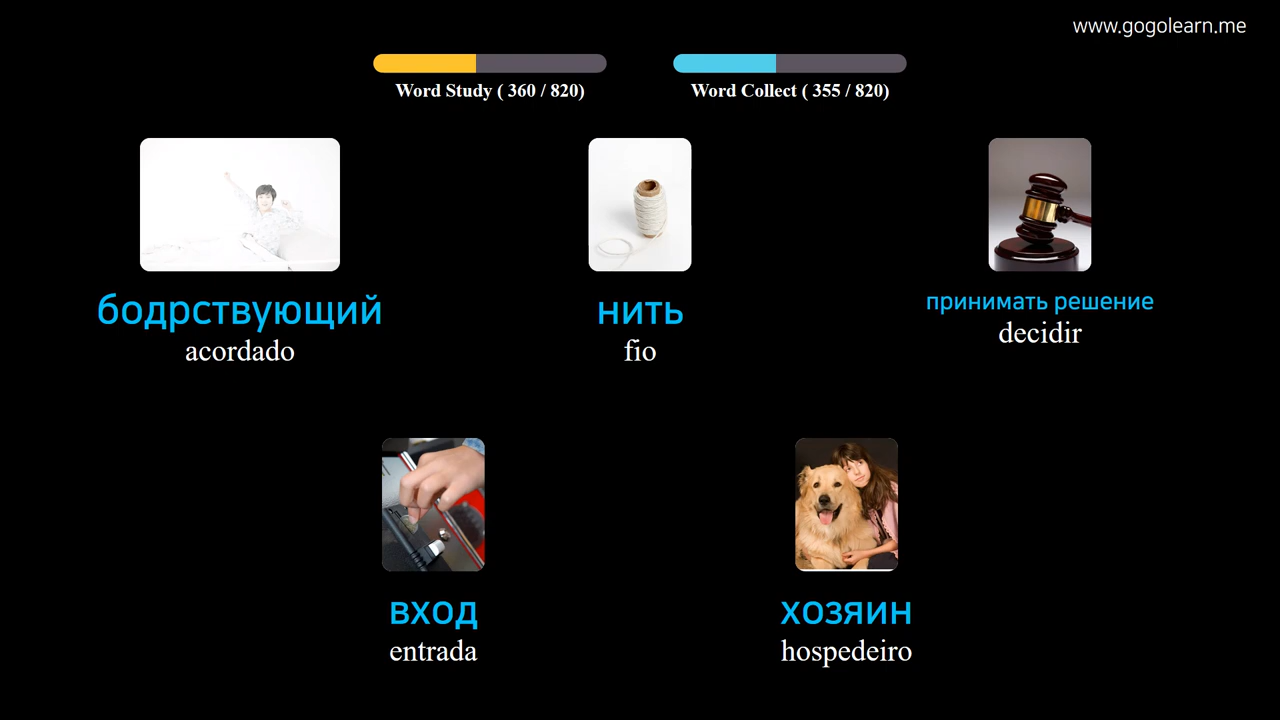 www.gogolearn.me
Word Study ( 360 / 820)
Word Collect ( 355 / 820)
бодрствующий
acordado
нить
fio
принимать решение
decidir
вход
entrada
хозяин
hospedeiro